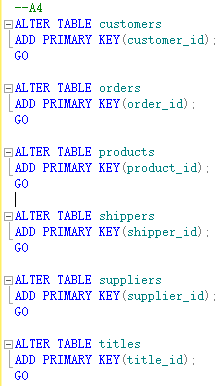 --A4
ALTER TABLE customers
ADD PRIMARY KEY(customer_id);
GO
ALTER TABLE orders
ADD PRIMARY KEY(order_id);
GO
ALTER TABLE products
ADD PRIMARY KEY(product_id);
GO
ALTER TABLE shippers
ADD PRIMARY KEY(shipper_id);
GO
ALTER TABLE suppliers
ADD PRIMARY KEY(supplier_id);
GO
ALTER TABLE titles
ADD PRIMARY KEY(title_id);
GO